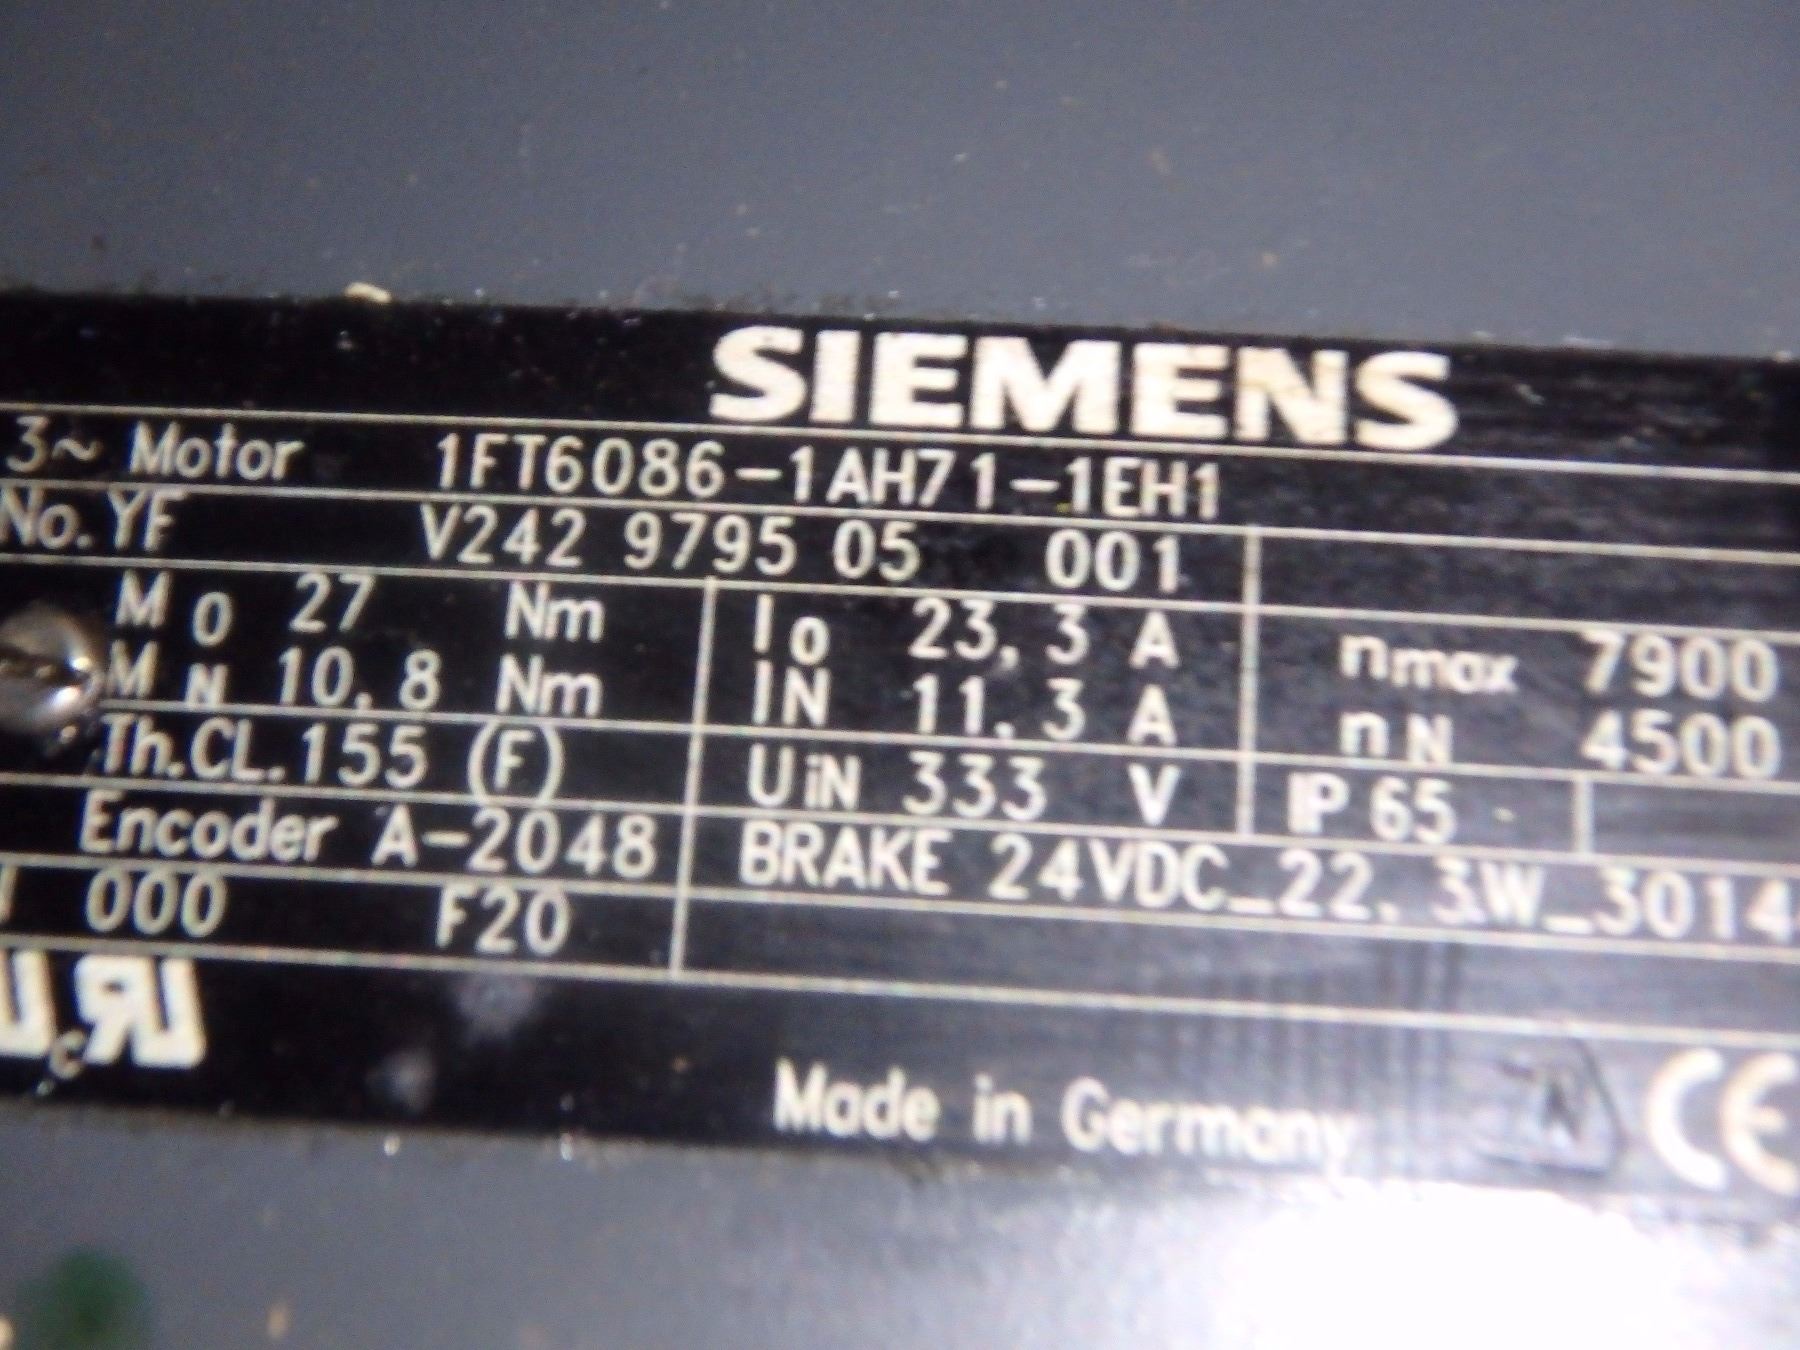 SIEMENS
3~ Motor 1FT6086-1AH71-1EH1
No. YF V242 9795 05 001
M0 27 Nm I0 23,3 A nmax 7900
MN 10,8 Nm IN 11,3 A nN 4500
Th.CL.155 (F) UiN 333 V IP 65
Encoder A-2048 BRAKE 24VDC_22,3W_3014
000 F20
Made in Germany CE